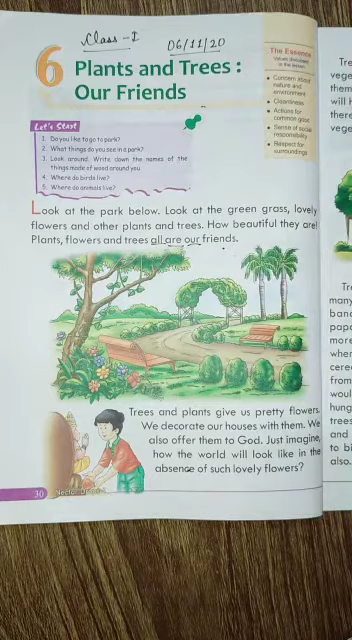 Class - I
06/11/20
6
Plants and Trees :
Our Friends
The Essence
in the lesson
Concern about
nature and
environment
Cleanliness
Actions for
common good
Sense of social
responsibility
Respect for
surroundings
Let's Start
1. Do you like to go to park?
2. What things do you see in a park?
3. Look around. Write down the names of the
things made of wood around you.
4. Where do birds live?
5. Where do animals live?
Look at the park below. Look at the green grass, lovely
flowers and other plants and trees. How beautiful they are!
Plants, flowers and trees all are our friends.
Trees and plants give us pretty flowers.
We decorate our houses with them. We
also offer them to God. Just imagine,
how the world will look like in the
absence of such lovely flowers?
30
Tre
vege
them
will h
there
vege
Tre
many
pape
more
when
cere
from
woul
hung
trees
and
to bi
also.